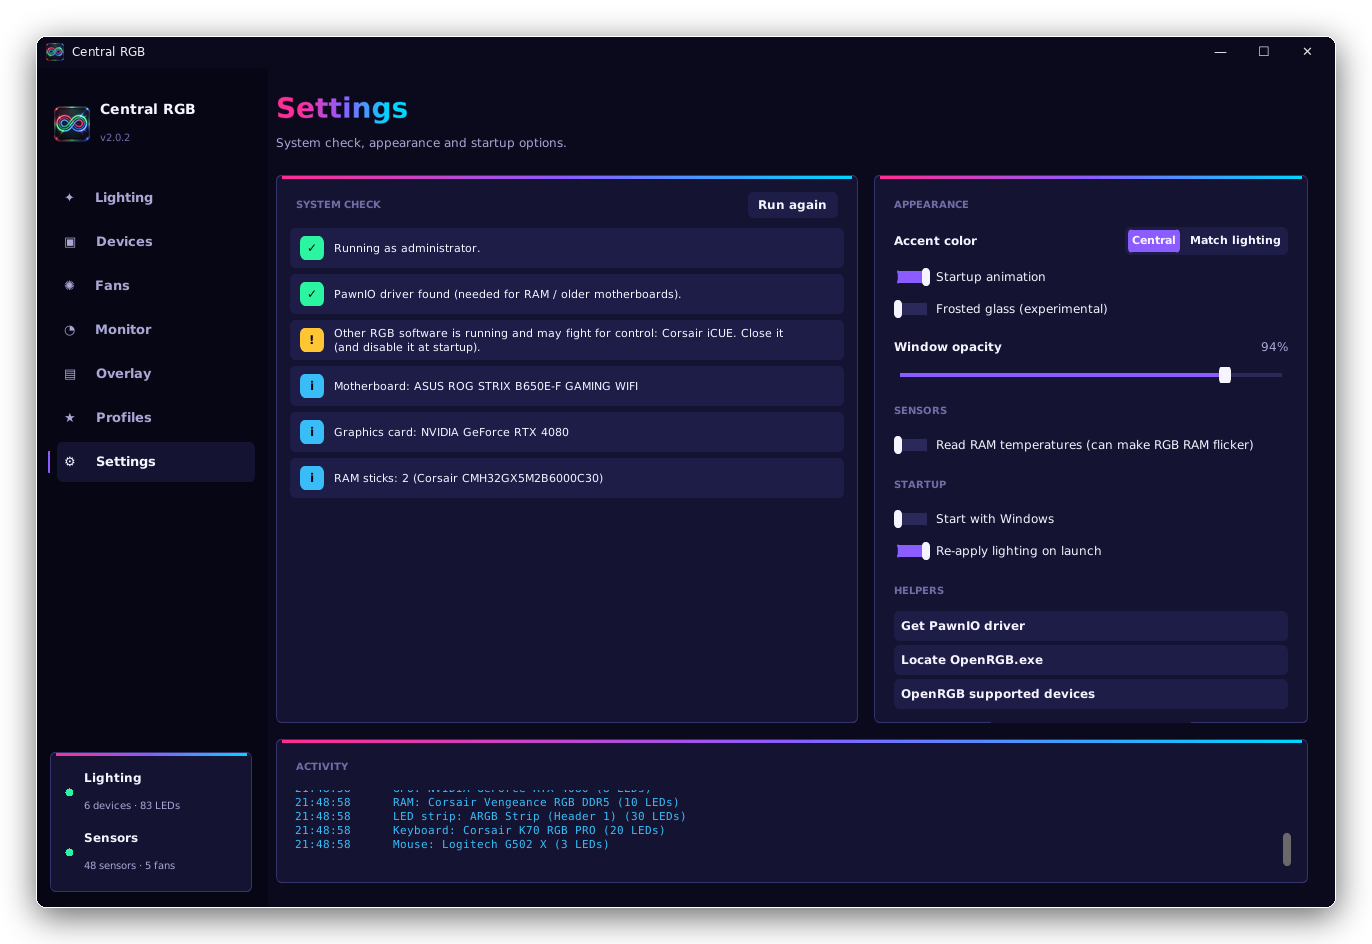 Central RGB
Central RGB
v2.0.2
Lighting
Devices
Fans
Monitor
Overlay
Profiles
Settings
Lighting
6 devices · 83 LEDs
Sensors
48 sensors · 5 fans
Settings
System check, appearance and startup options.
SYSTEM CHECK
Run again
Running as administrator.
PawnIO driver found (needed for RAM / older motherboards).
Other RGB software is running and may fight for control: Corsair iCUE. Close it
(and disable it at startup).
Motherboard: ASUS ROG STRIX B650E-F GAMING WIFI
Graphics card: NVIDIA GeForce RTX 4080
RAM sticks: 2 (Corsair CMH32GX5M2B6000C30)
APPEARANCE
Accent color
Central Match lighting
Startup animation
Frosted glass (experimental)
Window opacity 94%
SENSORS
Read RAM temperatures (can make RGB RAM flicker)
STARTUP
Start with Windows
Re-apply lighting on launch
HELPERS
Get PawnIO driver
Locate OpenRGB.exe
OpenRGB supported devices
ACTIVITY
21:48:58 RAM: Corsair Vengeance RGB DDR5 (10 LEDs)
21:48:58 LED strip: ARGB Strip (Header 1) (30 LEDs)
21:48:58 Keyboard: Corsair K70 RGB PRO (20 LEDs)
21:48:58 Mouse: Logitech G502 X (3 LEDs)